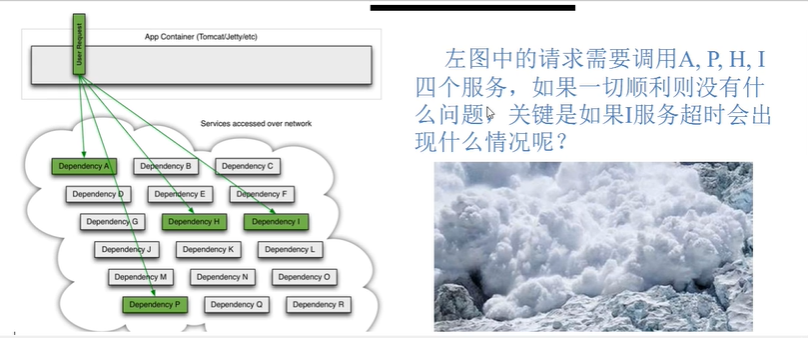 User Request
App Container (Tomcat/Jetty/etc)
Services accessed over network
Dependency A
Dependency B
Dependency C
Dependency D
Dependency E
Dependency F
Dependency G
Dependency H
Dependency I
Dependency J
Dependency K
Dependency L
Dependency M
Dependency N
Dependency O
Dependency P
Dependency Q
Dependency R
左图中的请求需要调用A, P, H, I
四个服务，如果一切顺利则没有什
么问题，关键是如果I服务超时会出
现什么情况呢？